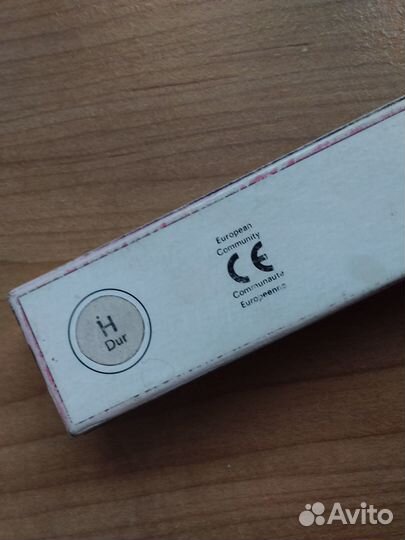 European
Community
CE
Communauté
Européenne
H
Dur
Avito